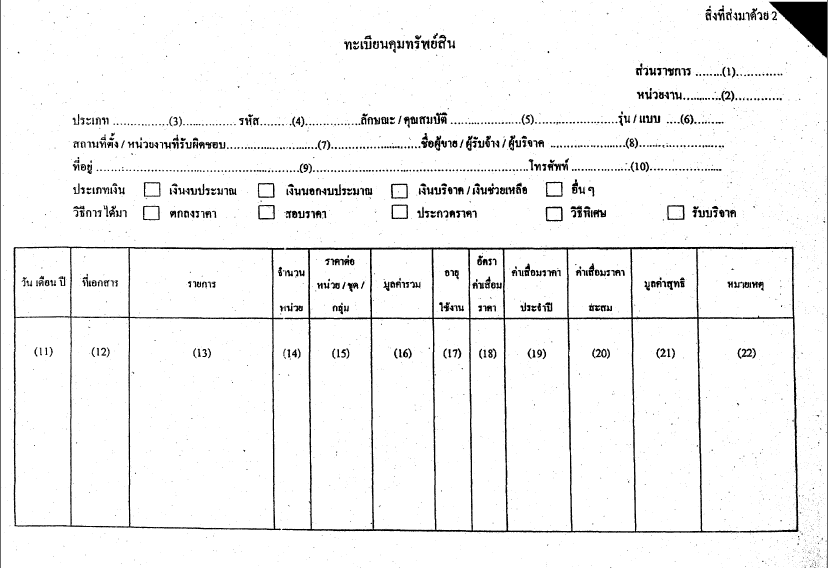 สิ่งที่ส่งมาด้วย 2
ทะเบียนคุมทรัพย์สิน
ส่วนราชการ ........(1).............
หน่วยงาน...........(2).............
ประเภท ...............(3)............... รหัส.........(4)...............ลักษณะ / คุณสมบัติ ...................(5)......................รุ่น / แบบ ....(6).........
สถานที่ตั้ง / หน่วยงานที่รับผิดชอบ........................(7).......................ชื่อผู้ขาย / ผู้รับจ้าง / ผู้บริจาค ....................(8)......................
ที่อยู่ .....................................................(9)......................................................โทรศัพท์ ................(10)...................
ประเภทเงิน ☐ เงินงบประมาณ ☐ เงินนอกงบประมาณ ☐ เงินบริจาค / เงินช่วยเหลือ ☐ อื่น ๆ
วิธีการได้มา ☐ ตกลงราคา ☐ สอบราคา ☐ ประกวดราคา ☐ วิธีพิเศษ ☐ รับบริจาค
วัน เดือน ปี ที่เอกสาร รายการ จำนวนหน่วย ราคาต่อหน่วย / ชุด / กลุ่ม มูลค่ารวม อายุใช้งาน อัตราค่าเสื่อมราคา ค่าเสื่อมราคาประจำปี ค่าเสื่อมราคาสะสม มูลค่าสุทธิ หมายเหตุ
(11) (12) (13) (14) (15) (16) (17) (18) (19) (20) (21) (22)